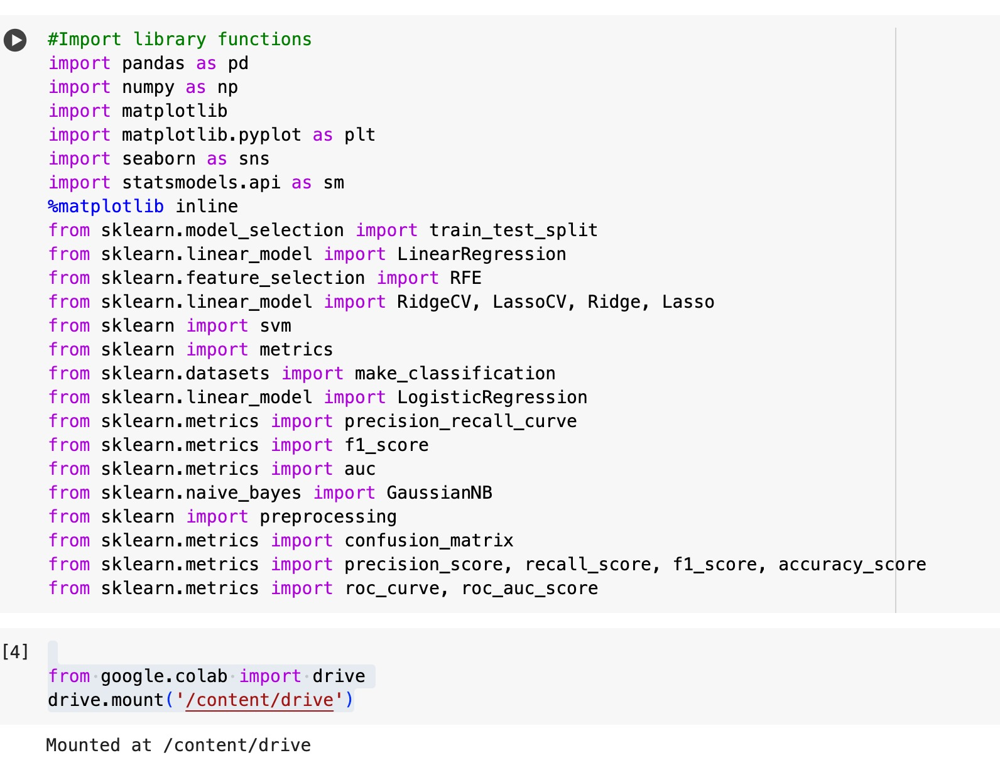 #Import library functions
import pandas as pd
import numpy as np
import matplotlib
import matplotlib.pyplot as plt
import seaborn as sns
import statsmodels.api as sm
%matplotlib inline
from sklearn.model_selection import train_test_split
from sklearn.linear_model import LinearRegression
from sklearn.feature_selection import RFE
from sklearn.linear_model import RidgeCV, LassoCV, Ridge, Lasso
from sklearn import svm
from sklearn import metrics
from sklearn.datasets import make_classification
from sklearn.linear_model import LogisticRegression
from sklearn.metrics import precision_recall_curve
from sklearn.metrics import f1_score
from sklearn.metrics import auc
from sklearn.naive_bayes import GaussianNB
from sklearn import preprocessing
from sklearn.metrics import confusion_matrix
from sklearn.metrics import precision_score, recall_score, f1_score, accuracy_score
from sklearn.metrics import roc_curve, roc_auc_score
[4]
from google.colab import drive
drive.mount('/content/drive')
Mounted at /content/drive